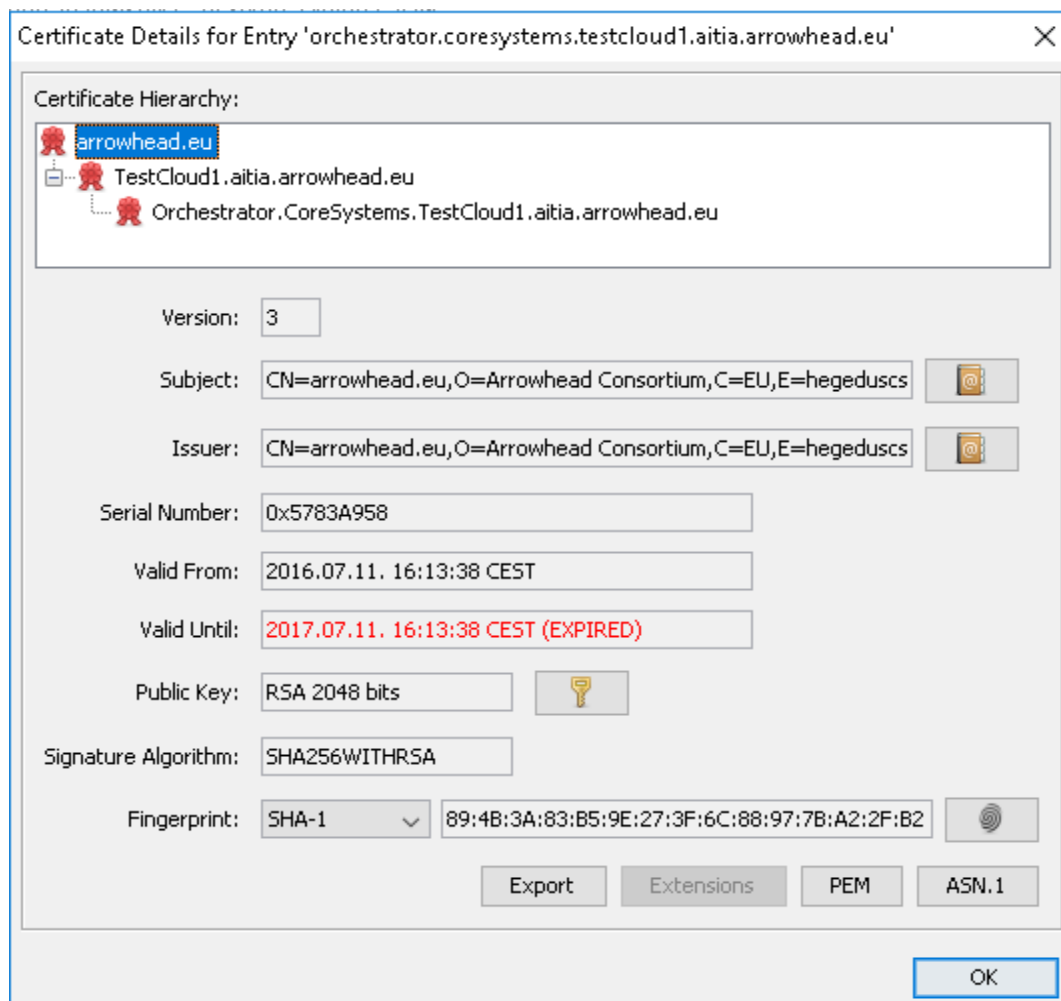 Certificate Details for Entry 'orchestrator.coresystems.testcloud1.aitia.arrowhead.eu'
Certificate Hierarchy:
arrowhead.eu
TestCloud1.aitia.arrowhead.eu
Orchestrator.CoreSystems.TestCloud1.aitia.arrowhead.eu
Version: 3
Subject: CN=arrowhead.eu,O=Arrowhead Consortium,C=EU,E=hegeduscs
Issuer: CN=arrowhead.eu,O=Arrowhead Consortium,C=EU,E=hegeduscs
Serial Number: 0x5783A958
Valid From: 2016.07.11. 16:13:38 CEST
Valid Until: 2017.07.11. 16:13:38 CEST (EXPIRED)
Public Key: RSA 2048 bits
Signature Algorithm: SHA256WITHRSA
Fingerprint: SHA-1 89:4B:3A:83:B5:9E:27:3F:6C:88:97:7B:A2:2F:B2
Export Extensions PEM ASN.1
OK